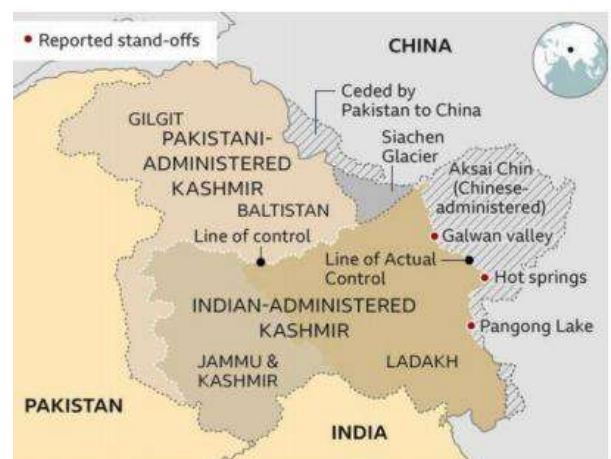 Reported stand-offs
CHINA
Ceded by
Pakistan to China
GILGIT
PAKISTANI-
ADMINISTERED
KASHMIR
Siachen
Glacier
Aksai Chin
(Chinese-
administered)
BALTISTAN
Line of control
Galwan valley
Line of Actual
Control
Hot springs
INDIAN-ADMINISTERED
KASHMIR
Pangong Lake
JAMMU &
KASHMIR
LADAKH
PAKISTAN
INDIA